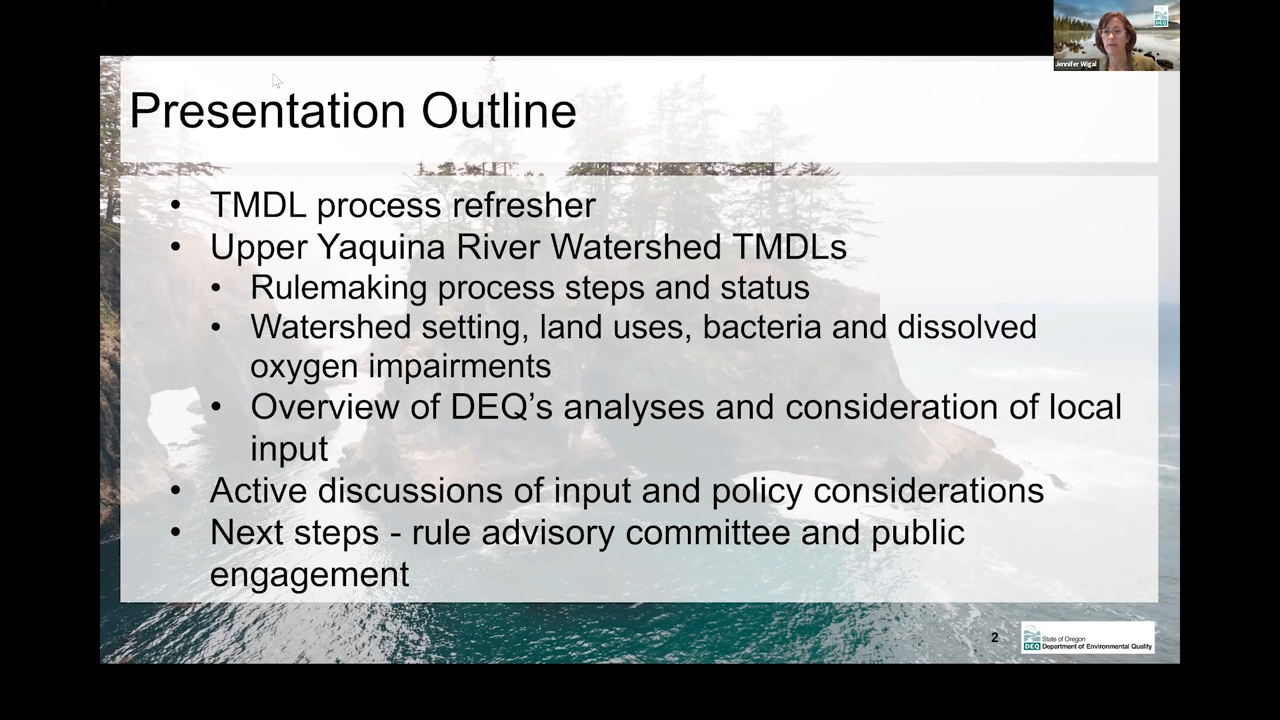 DEQ
Jennifer Wigal
Presentation Outline
• TMDL process refresher
• Upper Yaquina River Watershed TMDLs
• Rulemaking process steps and status
• Watershed setting, land uses, bacteria and dissolved
oxygen impairments
• Overview of DEQ’s analyses and consideration of local
input
• Active discussions of input and policy considerations
• Next steps - rule advisory committee and public
engagement
2
State of Oregon
DEQ Department of Environmental Quality